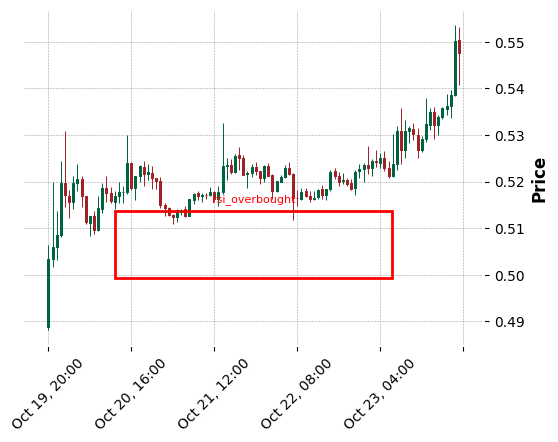 0.55
0.54
0.53
0.52
0.51
0.50
0.49
Price
rsi_overbought
Oct 19, 20:00
Oct 20, 16:00
Oct 21, 12:00
Oct 22, 08:00
Oct 23, 04:00